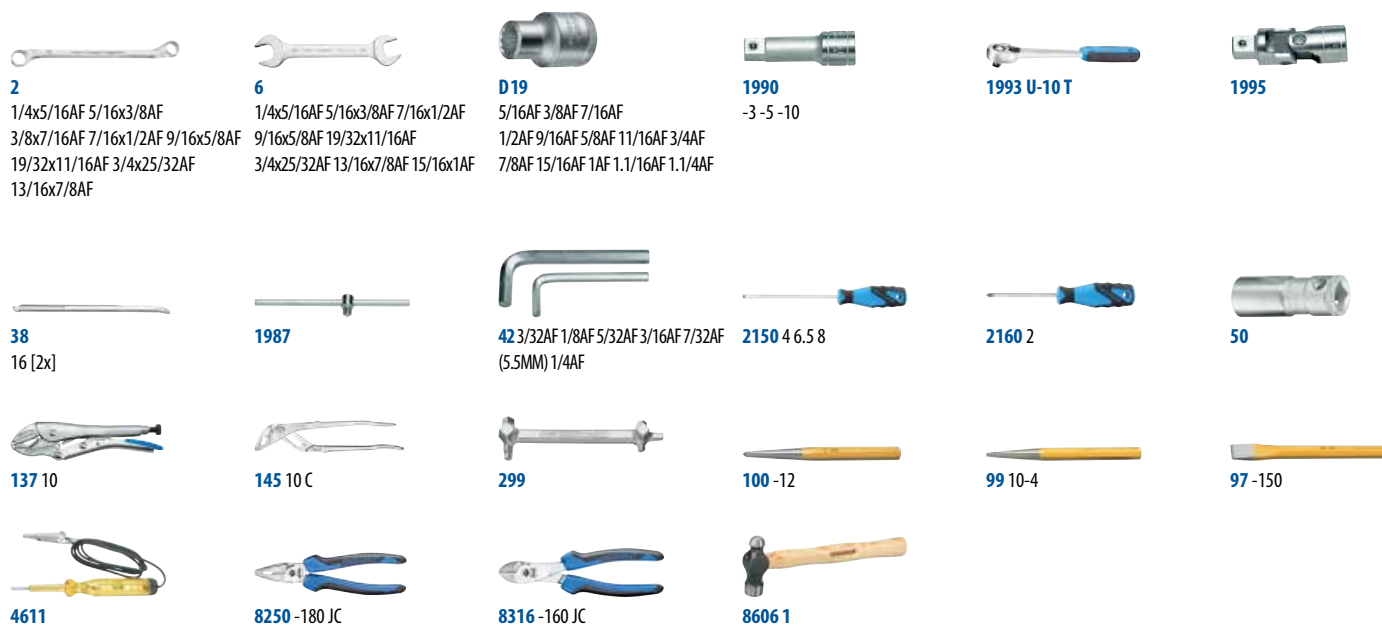 2
1/4x5/16AF 5/16x3/8AF
3/8x7/16AF 7/16x1/2AF 9/16x5/8AF
19/32x11/16AF 3/4x25/32AF
13/16x7/8AF
6
1/4x5/16AF 5/16x3/8AF 7/16x1/2AF
9/16x5/8AF 19/32x11/16AF
3/4x25/32AF 13/16x7/8AF 15/16x1AF
D 19
5/16AF 3/8AF 7/16AF
1/2AF 9/16AF 5/8AF 11/16AF 3/4AF
7/8AF 15/16AF 1AF 1.1/16AF 1.1/4AF
1990
-3 -5 -10
1993 U-10 T
1995
38
16 [2x]
1987
42 3/32AF 1/8AF 5/32AF 3/16AF 7/32AF
(5.5MM) 1/4AF
2150 4 6.5 8
2160 2
50
137 10
145 10 C
299
100 -12
99 10-4
97 -150
4611
8250 -180 JC
8316 -160 JC
8606 1